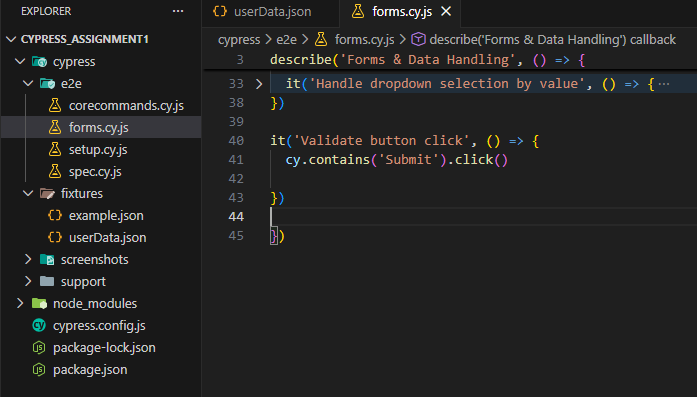 EXPLORER ···
CYPRESS_ASSIGNMENT1
cypress
e2e
corecommands.cy.js
forms.cy.js
setup.cy.js
spec.cy.js
fixtures
{} example.json
{} userData.json
screenshots
support
node_modules
cy cypress.config.js
JS package-lock.json
JS package.json
{} userData.json
forms.cy.js ×
cypress > e2e > forms.cy.js > describe('Forms & Data Handling') callback
3 describe('Forms & Data Handling', () => {
33 > it('Handle dropdown selection by value', () => {···
38 })
39
40 it('Validate button click', () => {
41 cy.contains('Submit').click()
42
43 })
44
45 })